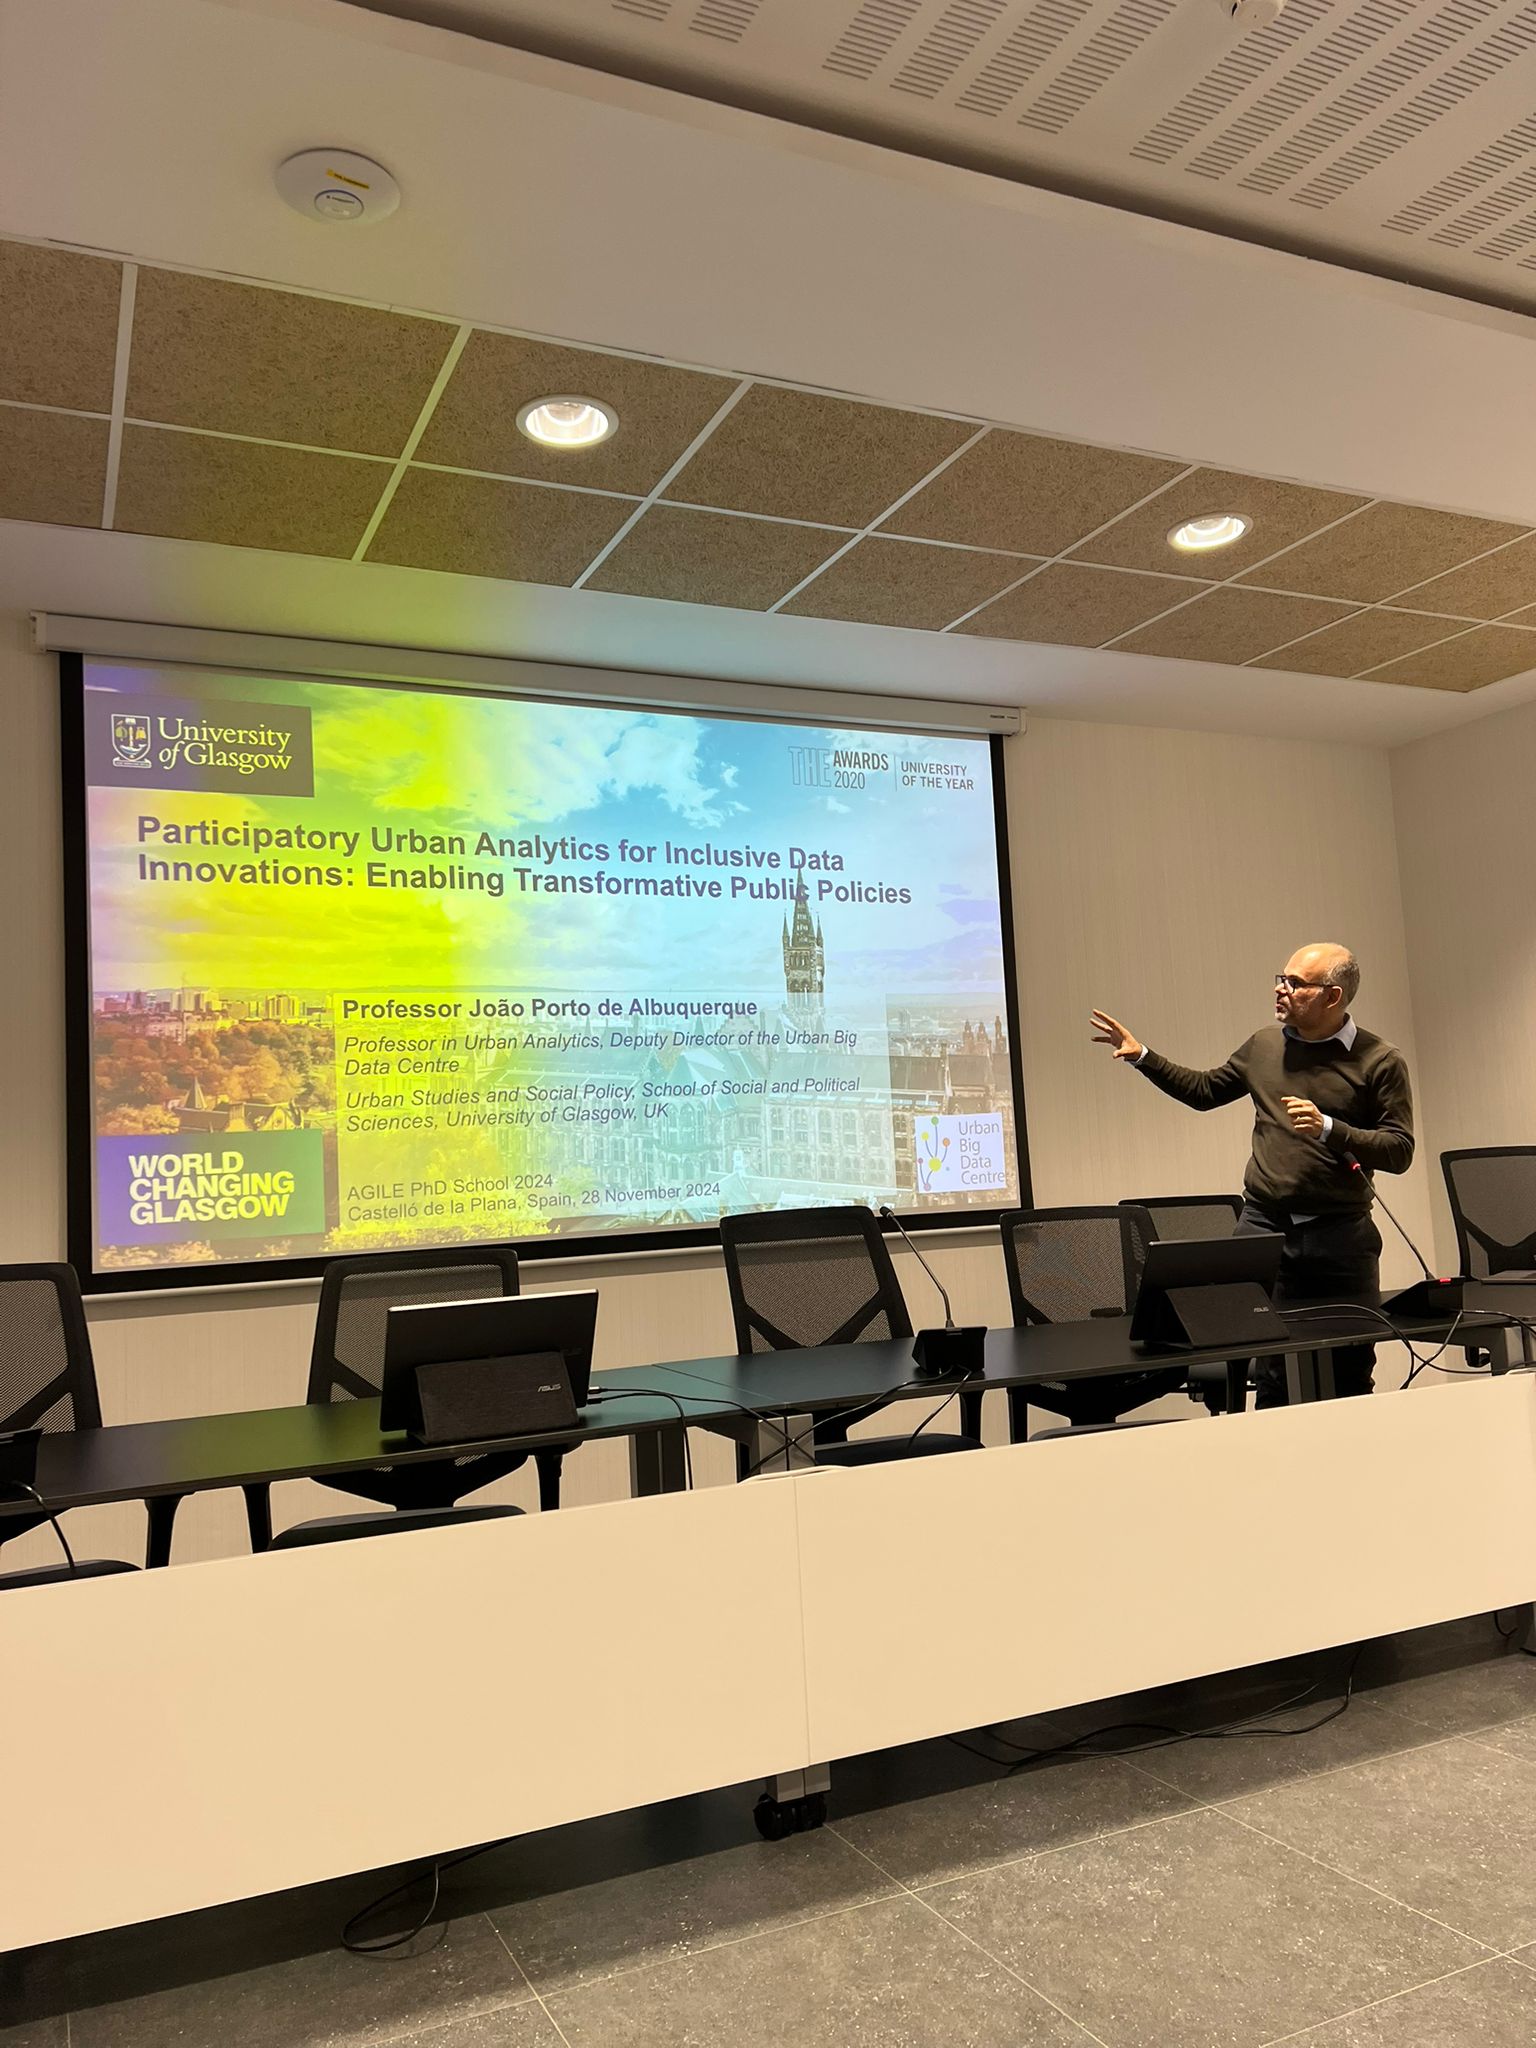 University
of Glasgow
THE AWARDS 2020
UNIVERSITY
OF THE YEAR
Participatory Urban Analytics for Inclusive Data
Innovations: Enabling Transformative Public Policies
Professor João Porto de Albuquerque
Professor in Urban Analytics, Deputy Director of the Urban Big
Data Centre
Urban Studies and Social Policy, School of Social and Political
Sciences, University of Glasgow, UK
WORLD
CHANGING
GLASGOW
AGILE PhD School 2024
Castelló de la Plana, Spain, 28 November 2024
Urban
Big
Data
Centre
ASUS
ASUS